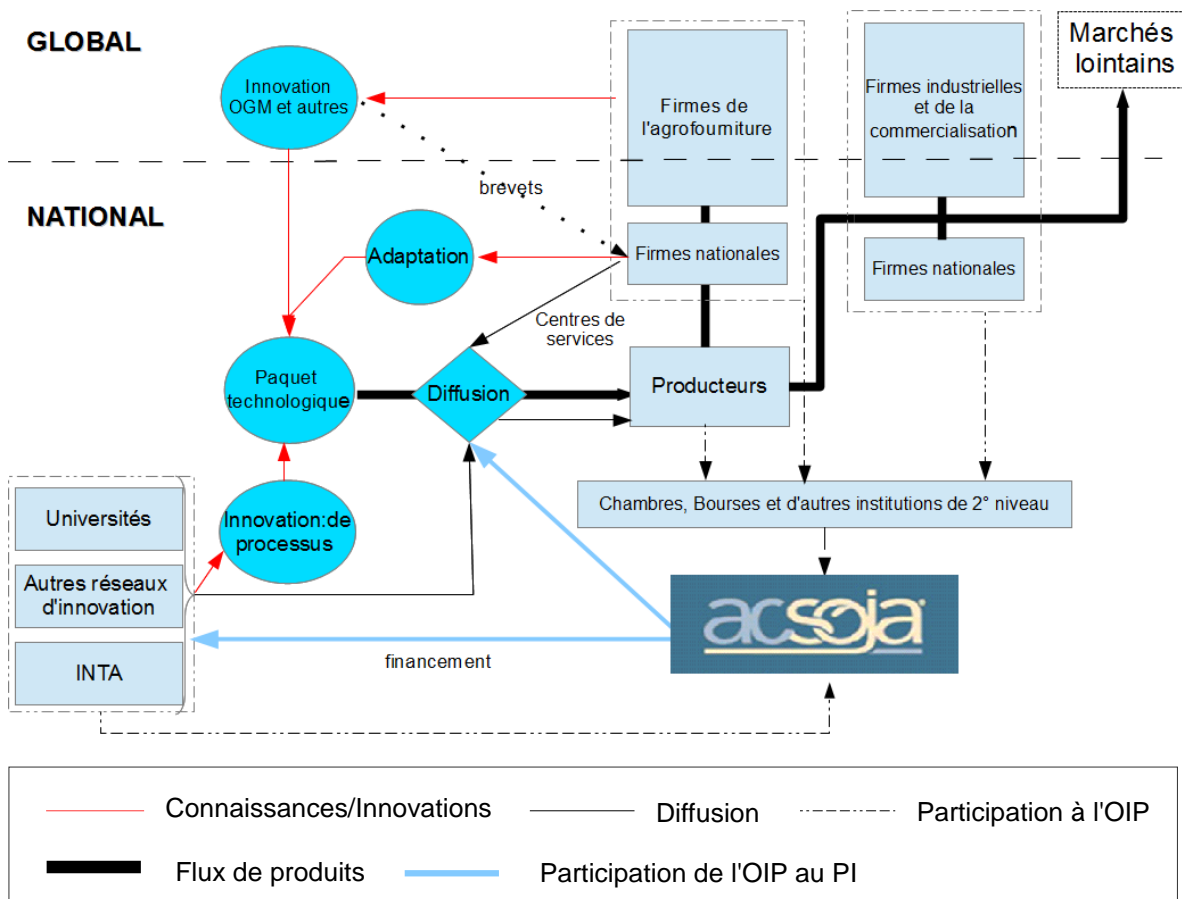 GLOBAL
Innovation
OGM et autres
Firmes de
l'agrofourniture
Firmes industrielles
et de la
commercialisation
Marchés
lointains
NATIONAL
brevets
Adaptation
Firmes nationales
Firmes nationales
Centres de
services
Paquet
technologique
Diffusion
Producteurs
Universités
Autres réseaux
d'innovation
INTA
Innovation:de
processus
Chambres, Bourses et d'autres institutions de 2° niveau
acsoja
financement
Connaissances/Innovations
Diffusion
Participation à l'OIP
Flux de produits
Participation de l'OIP au PI